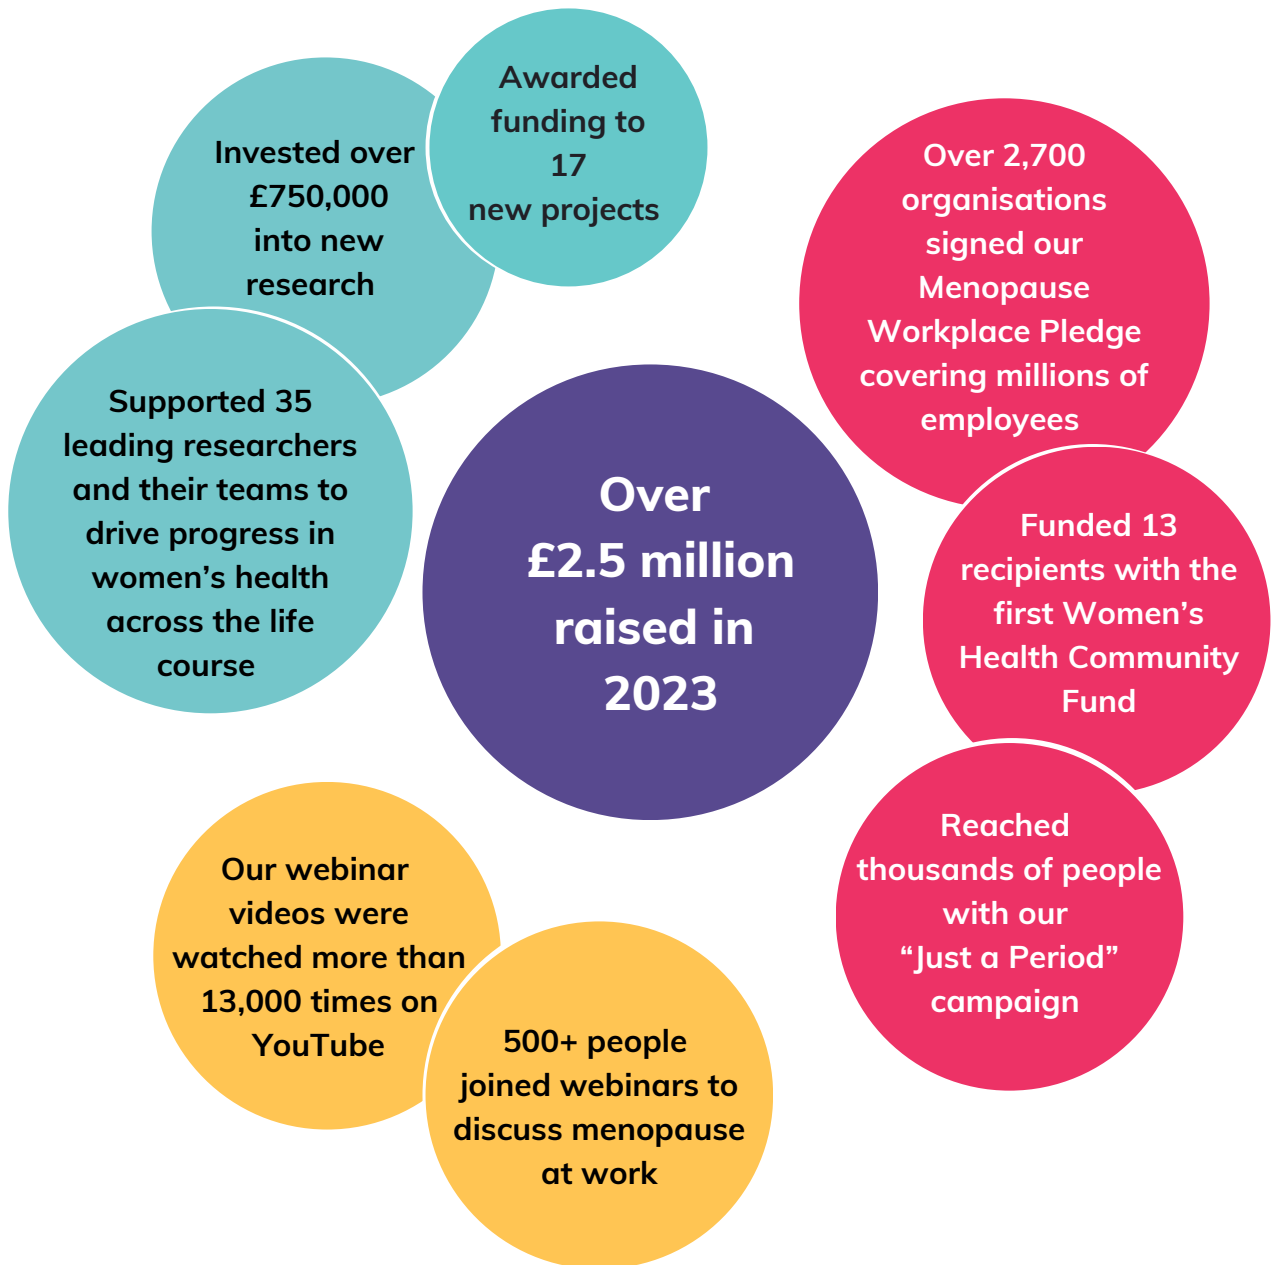 Awarded
funding to
17
new projects
Invested over
£750,000
into new
research
Supported 35
leading researchers
and their teams to
drive progress in
women’s health
across the life
course
Over
£2.5 million
raised in
2023
Over 2,700
organisations
signed our
Menopause
Workplace Pledge
covering millions of
employees
Funded 13
recipients with the
first Women’s
Health Community
Fund
Reached
thousands of people
with our
“Just a Period”
campaign
Our webinar
videos were
watched more than
13,000 times on
YouTube
500+ people
joined webinars to
discuss menopause
at work